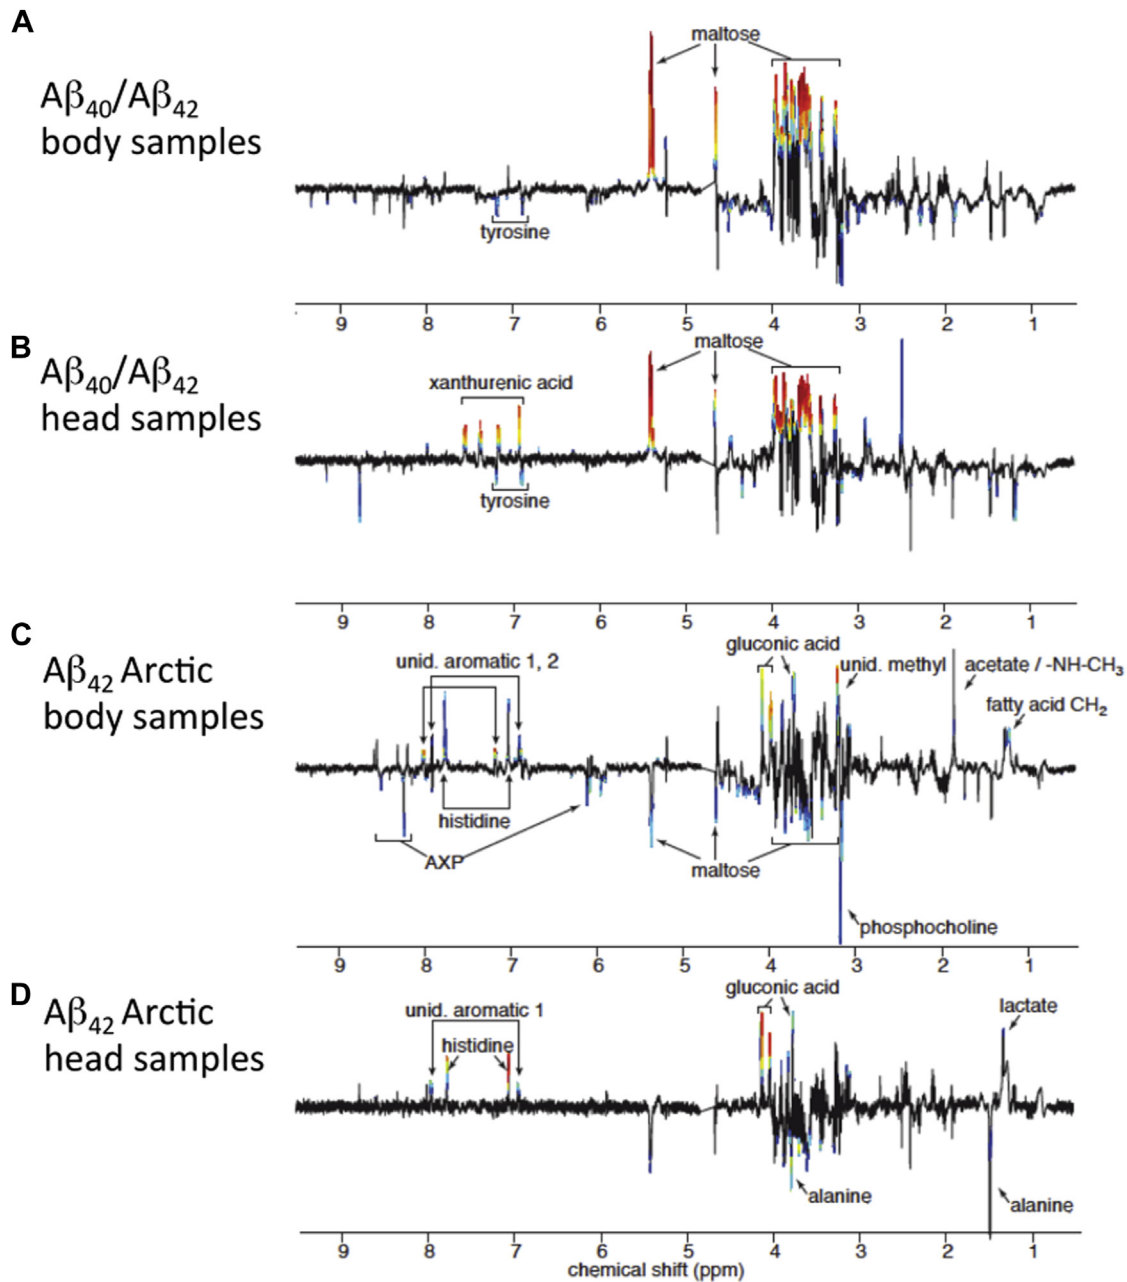 A
Aβ40/Aβ42
body samples
maltose
tyrosine
9 8 7 6 5 4 3 2 1
B
Aβ40/Aβ42
head samples
maltose
xanthurenic acid
tyrosine
9 8 7 6 5 4 3 2 1
C
Aβ42 Arctic
body samples
gluconic acid
unid. aromatic 1, 2
unid. methyl
acetate / -NH-CH3
fatty acid CH2
histidine
AXP
maltose
phosphocholine
9 8 7 6 5 4 3 2 1
D
Aβ42 Arctic
head samples
gluconic acid
unid. aromatic 1
lactate
histidine
alanine
alanine
9 8 7 6 5 4 3 2 1
chemical shift (ppm)